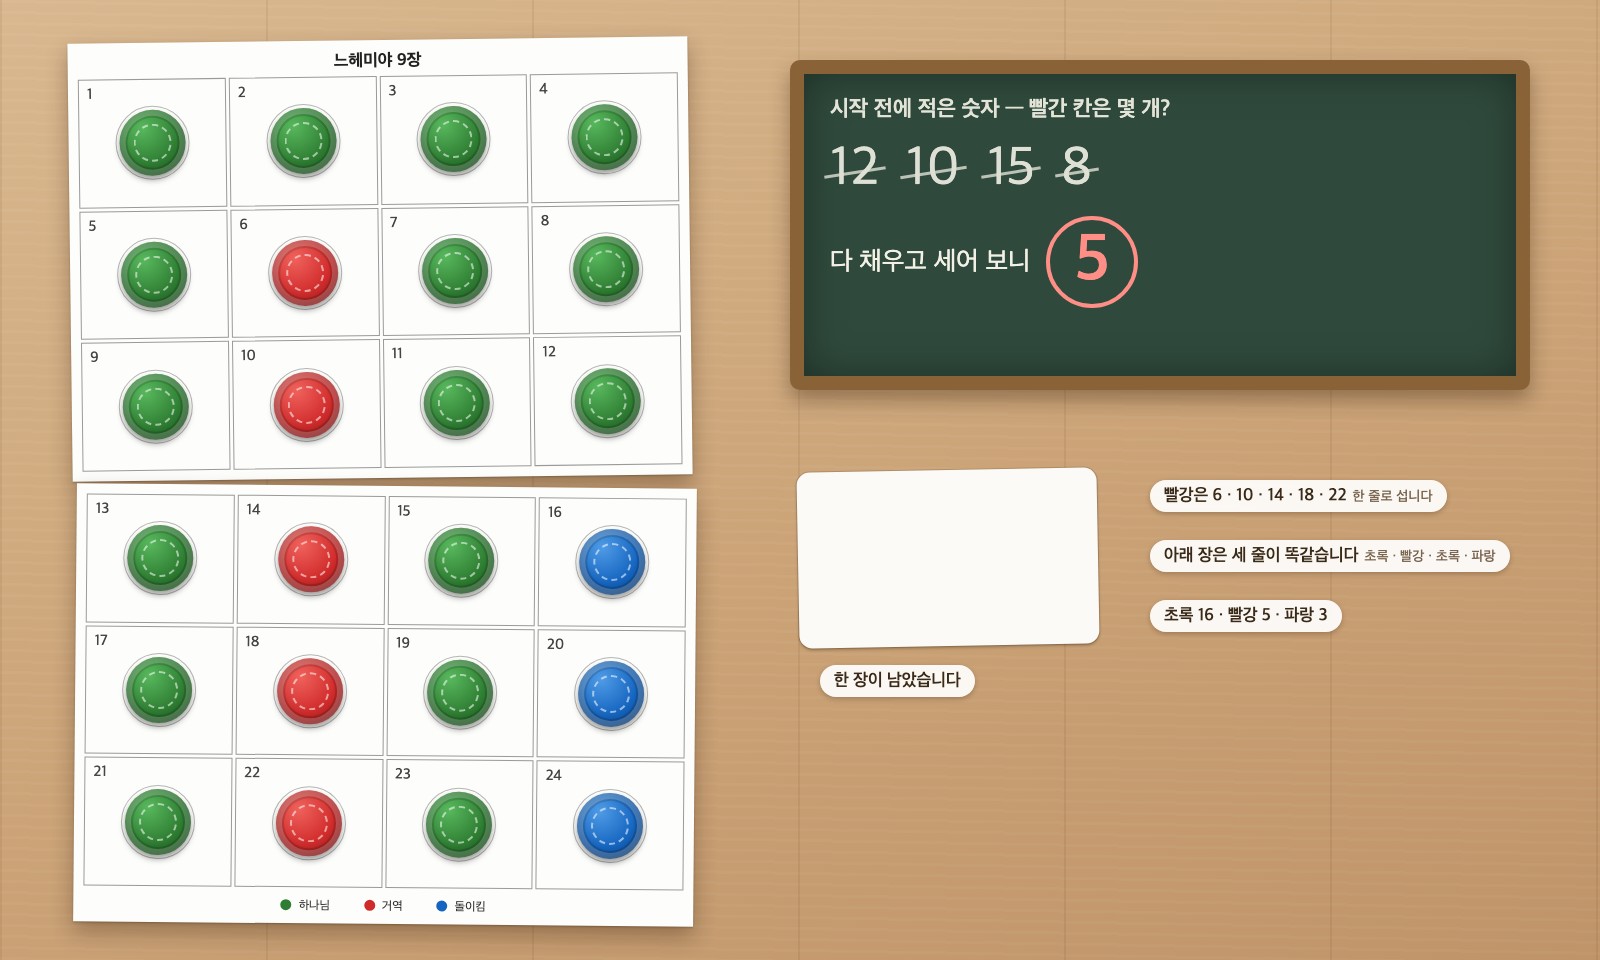 느헤미야 9장
1
2
3
4
5
6
7
8
9
10
11
12
13
14
15
16
17
18
19
20
21
22
23
24
하나님
거역
돌이킴
시작 전에 적은 숫자 — 빨간 칸은 몇 개?
12 10 15 8
다 채우고 세어 보니 5
한 장이 남았습니다
빨강은 6 · 10 · 14 · 18 · 22 한 줄로 섭니다
아래 장은 세 줄이 똑같습니다 초록 · 빨강 · 초록 · 파랑
초록 16 · 빨강 5 · 파랑 3